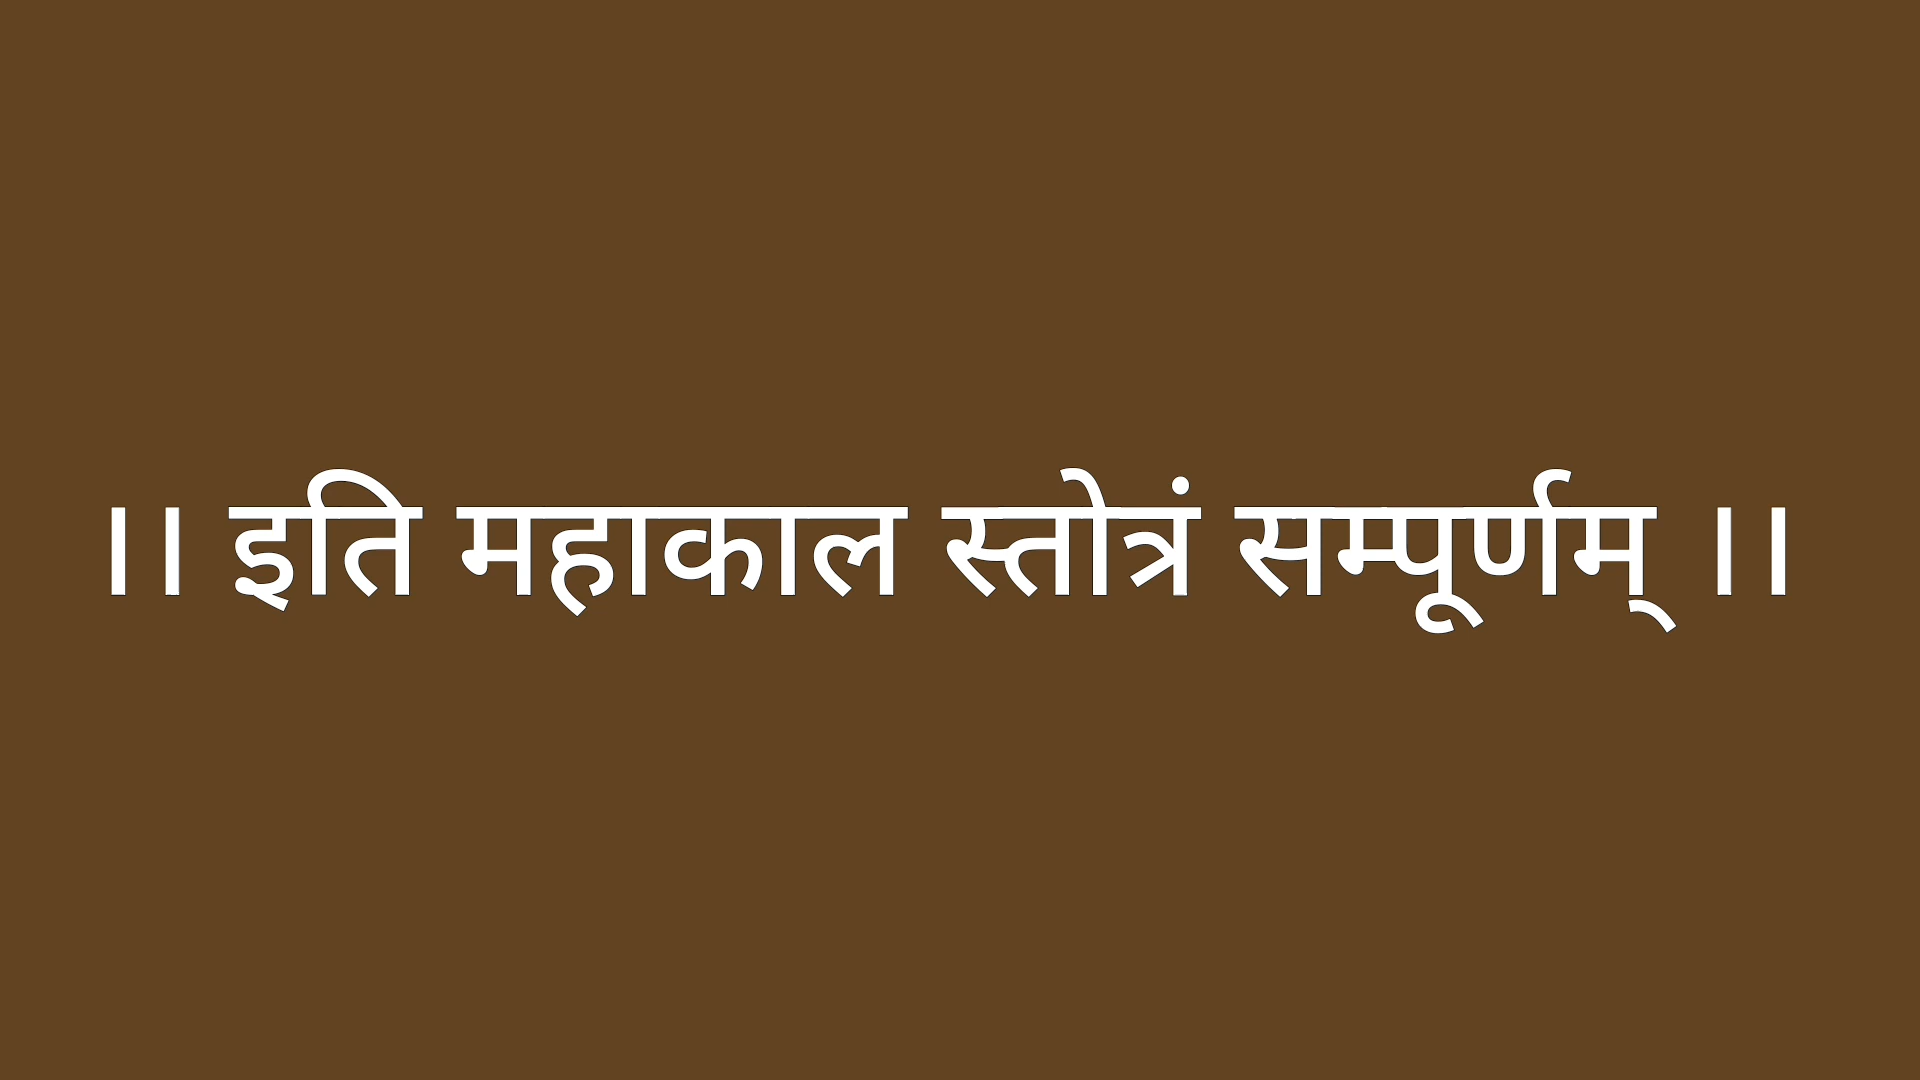 ।। इति महाकाल स्तोत्रं सम्पूर्णम् ।।